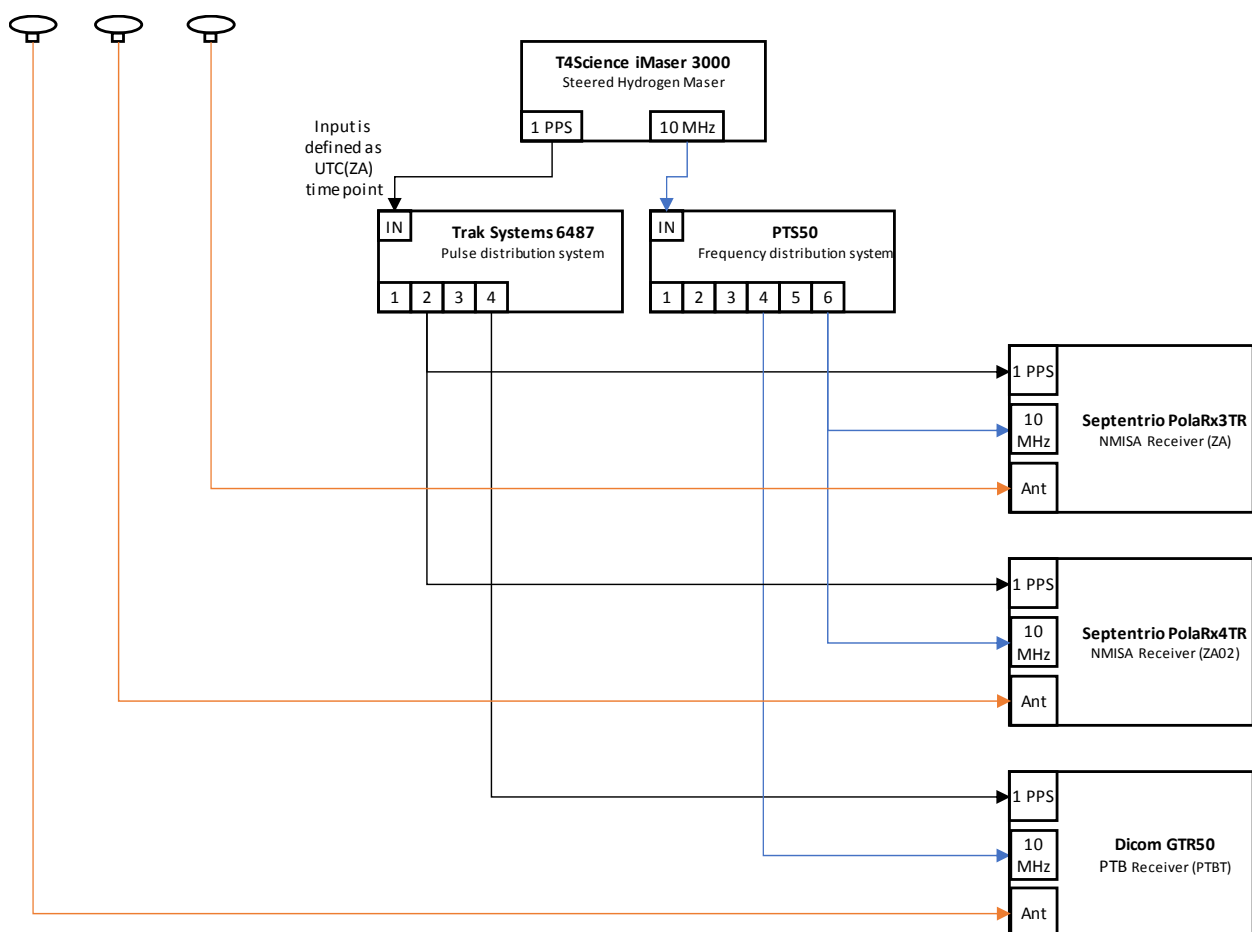 T4Science iMaser 3000
Steered Hydrogen Maser
1 PPS
10 MHz
Input is
defined as
UTC(ZA)
time point
IN
Trak Systems 6487
Pulse distribution system
1
2
3
4
IN
PTS50
Frequency distribution system
1
2
3
4
5
6
1 PPS
10
MHz
Ant
Septentrio PolaRx3TR
NMISA Receiver (ZA)
1 PPS
10
MHz
Ant
Septentrio PolaRx4TR
NMISA Receiver (ZA02)
1 PPS
10
MHz
Ant
Dicom GTR50
PTB Receiver (PTBT)